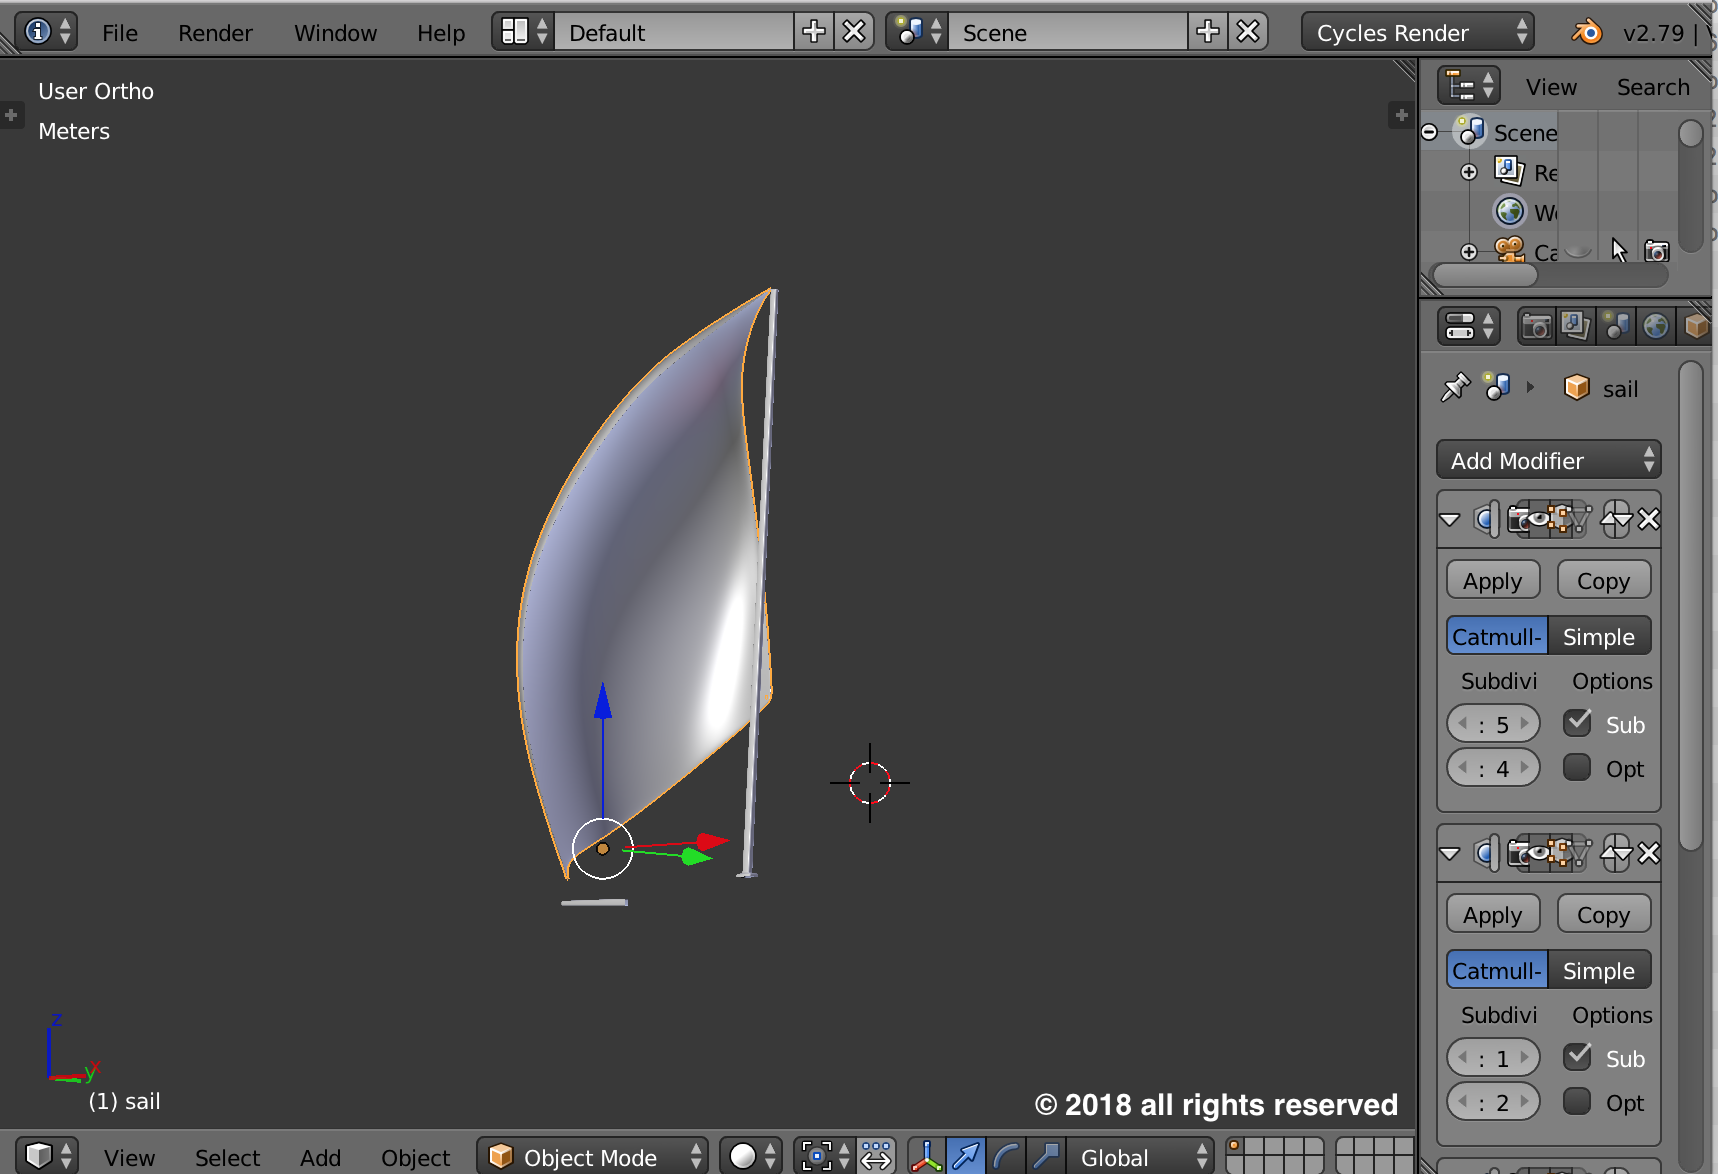 File Render Window Help Default Scene Cycles Render v2.79 |
User Ortho
Meters
View Search
Scene
Re
Ca
sail
Add Modifier
Apply Copy
Catmull- Simple
Subdivi Options
: 5 Sub
: 4 Opt
Apply Copy
Catmull- Simple
Subdivi Options
: 1 Sub
: 2 Opt
z
x
y
(1) sail
© 2018 all rights reserved
View Select Add Object Object Mode Global